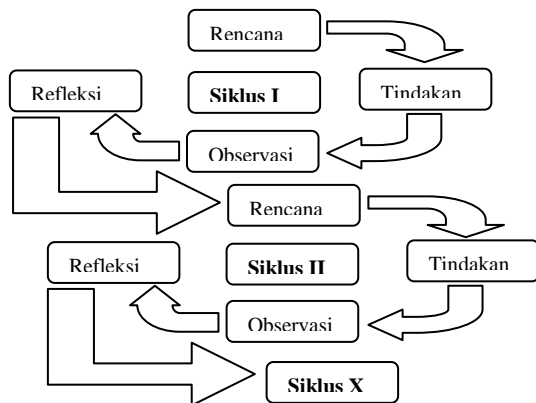 Rencana
Refleksi
Siklus I
Tindakan
Observasi
Rencana
Refleksi
Siklus II
Tindakan
Observasi
Siklus X